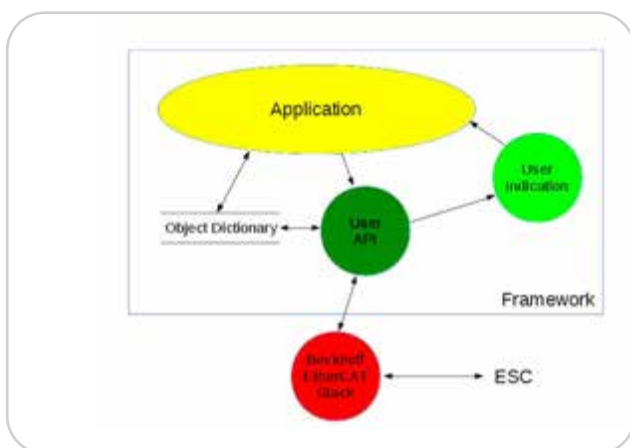 Application
User
Indication
Object Dictionary
User
API
Framework
Beckhoff
EtherCAT
Stack
ESC